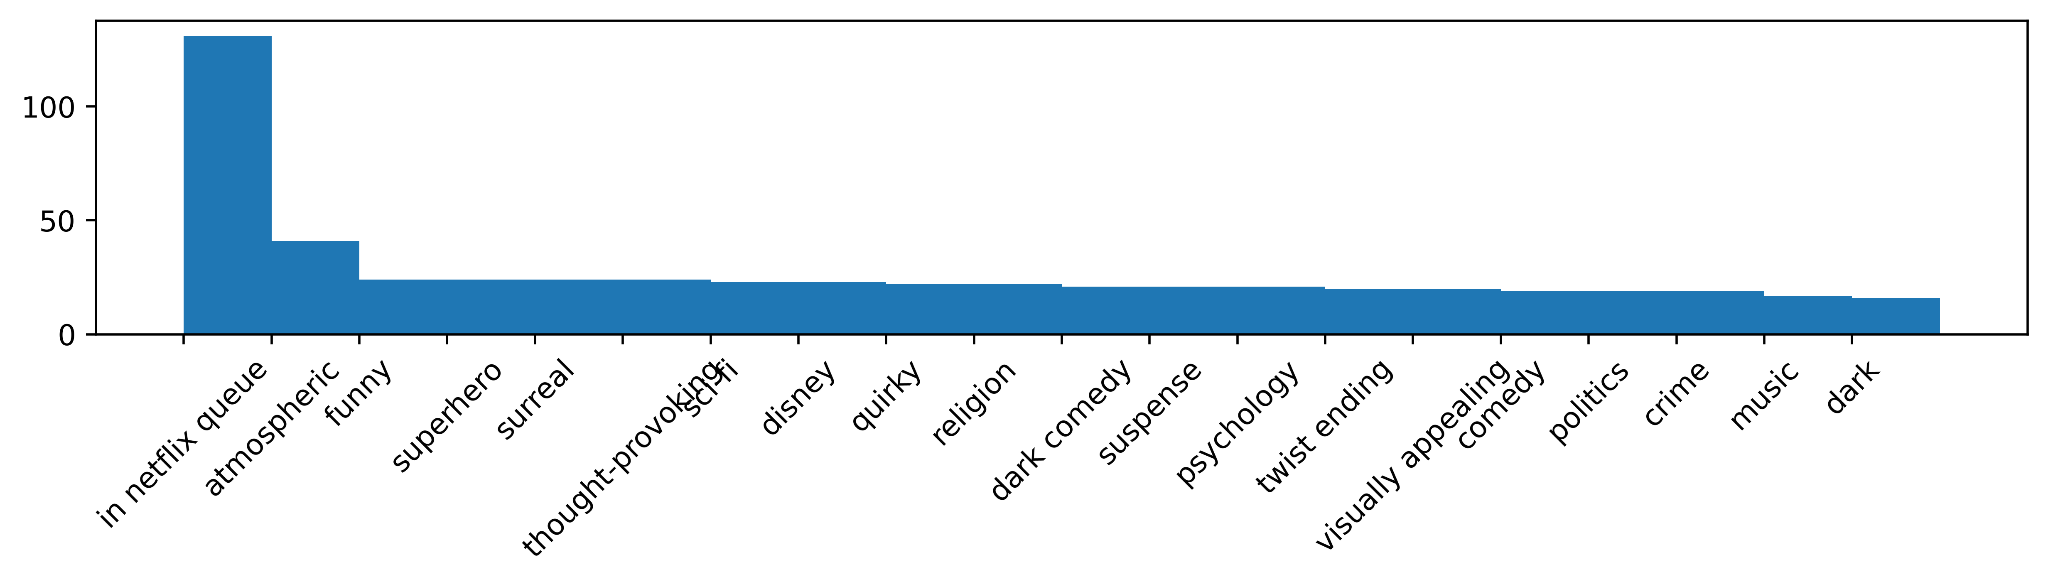 100
50
0
in netflix queue
atmospheric
funny
superhero
surreal
thought-provoking
sci-fi
disney
quirky
religion
dark comedy
suspense
psychology
twist ending
visually appealing
comedy
politics
crime
music
dark